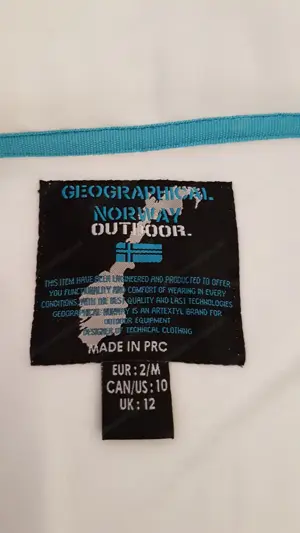 GEOGRAPHICAL
NORWAY
OUTDOOR.
THIS ITEM HAVE BEEN ENGINEERED AND PRODUCTED TO OFFER
YOU FUNCTIONALITY AND COMFORT OF WEARING IN EVERY
CONDITIONS WITH THE BEST QUALITY AND LAST TECHNOLOGIES
GEOGRAPHICAL NORWAY IS AN ARTEXTYL BRAND FOR
OUTDOOR EQUIPMENT
DESIGNER OF TECHNICAL CLOTHING
MADE IN PRC
EUR : 2/M
CAN/US : 10
UK : 12